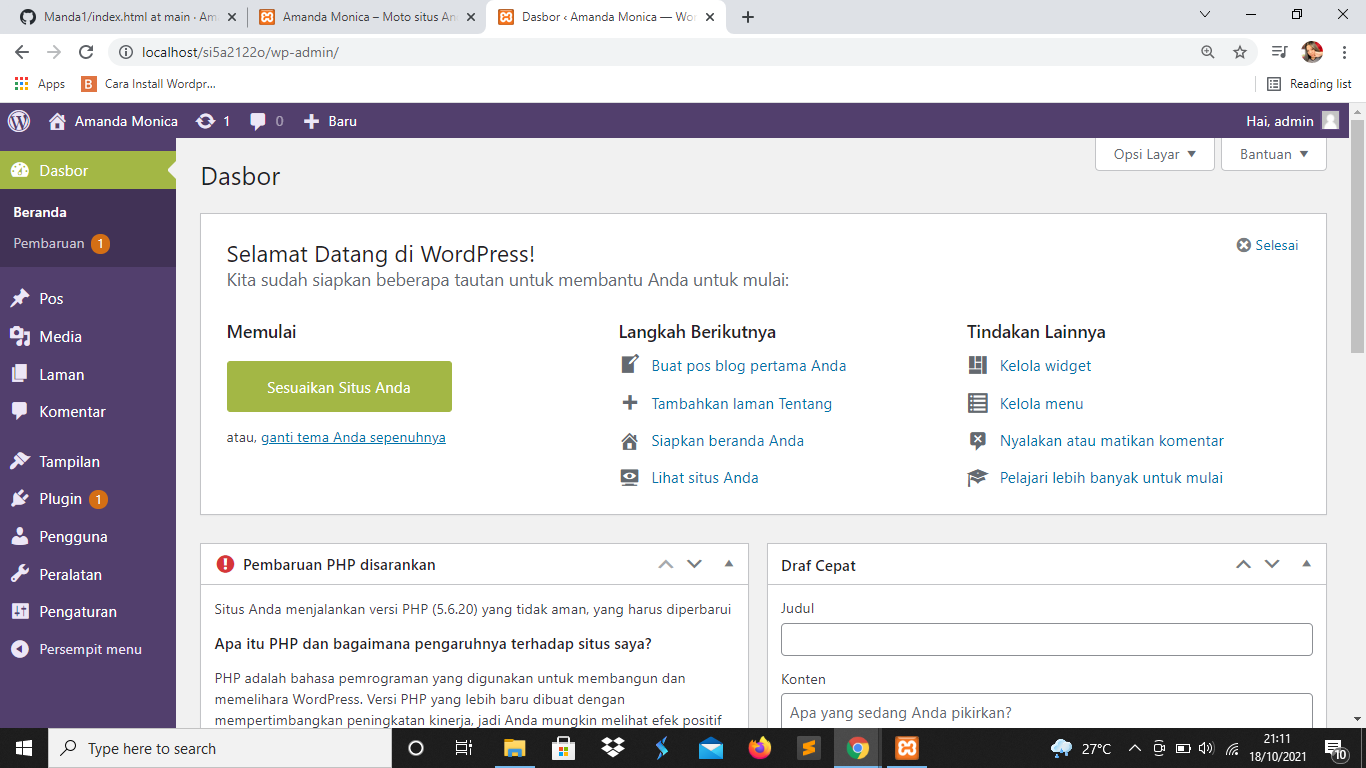 Manda1/index.html at main · Am
Amanda Monica – Moto situs An
Dasbor ‹ Amanda Monica — Wor
localhost/si5a2122o/wp-admin/
Apps
Cara Install Wordpr...
Reading list
Amanda Monica
1
0
Baru
Hai, admin
Dasbor
Beranda
Pembaruan 1
Pos
Media
Laman
Komentar
Tampilan
Plugin 1
Pengguna
Peralatan
Pengaturan
Persempit menu
Opsi Layar
Bantuan
Dasbor
Selamat Datang di WordPress!
Selesai
Kita sudah siapkan beberapa tautan untuk membantu Anda untuk mulai:
Memulai
Sesuaikan Situs Anda
atau, ganti tema Anda sepenuhnya
Langkah Berikutnya
Buat pos blog pertama Anda
Tambahkan laman Tentang
Siapkan beranda Anda
Lihat situs Anda
Tindakan Lainnya
Kelola widget
Kelola menu
Nyalakan atau matikan komentar
Pelajari lebih banyak untuk mulai
Pembaruan PHP disarankan
Situs Anda menjalankan versi PHP (5.6.20) yang tidak aman, yang harus diperbarui
Apa itu PHP dan bagaimana pengaruhnya terhadap situs saya?
PHP adalah bahasa pemrograman yang digunakan untuk membangun dan
memelihara WordPress. Versi PHP yang lebih baru dibuat dengan
mempertimbangkan peningkatan kinerja, jadi Anda mungkin melihat efek positif
Draf Cepat
Judul
Konten
Apa yang sedang Anda pikirkan?
Type here to search
27°C
21:11
18/10/2021
10